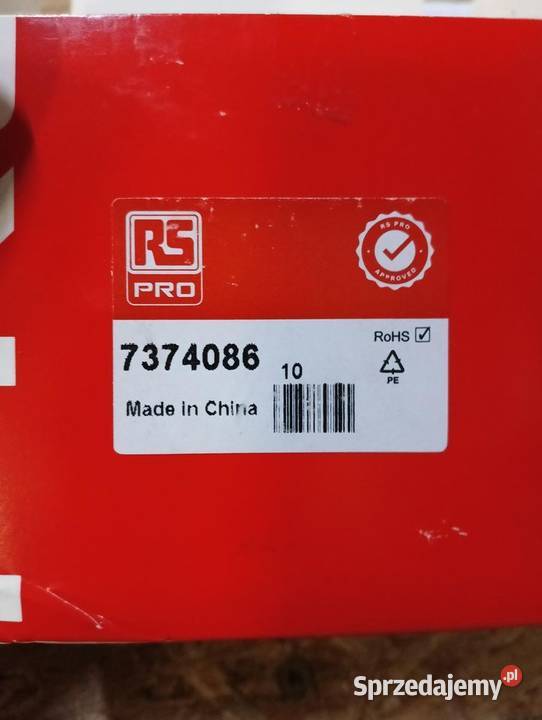 RS
PRO
RS PRO
APPROVED
7374086
10
RoHS
PE
Made in China
Sprzedajemy.pl